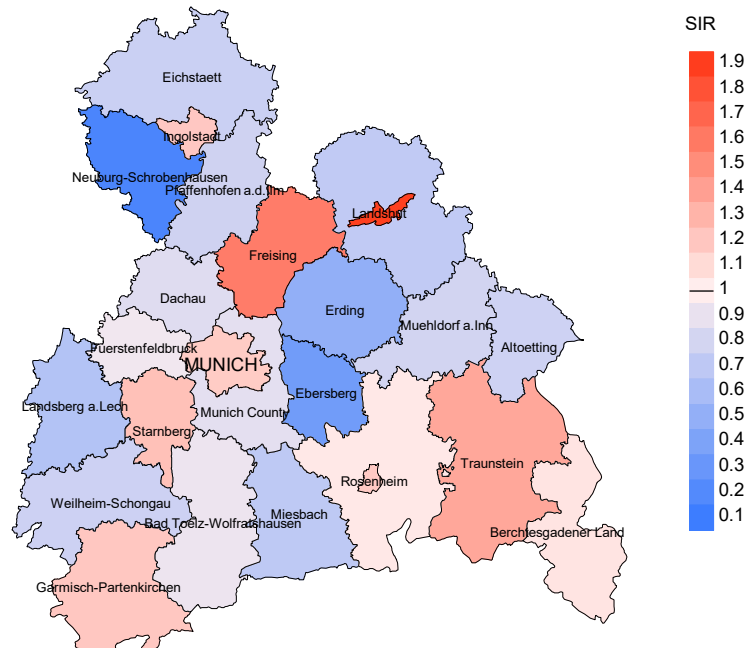 SIR
1.9
1.8
1.7
1.6
1.5
1.4
1.3
1.2
1.1
1
0.9
0.8
0.7
0.6
0.5
0.4
0.3
0.2
0.1
Eichstaett
Ingolstadt
Neuburg-Schrobenhausen
Pfaffenhofen a.d.Ilm
Landshut
Freising
Dachau
Erding
Muehldorf a.Inn
Fuerstenfeldbruck
Altoetting
MUNICH
Ebersberg
Landsberg a.Lech
Munich County
Starnberg
Traunstein
Rosenheim
Weilheim-Schongau
Miesbach
Bad Toelz-Wolfratshausen
Berchtesgadener Land
Garmisch-Partenkirchen